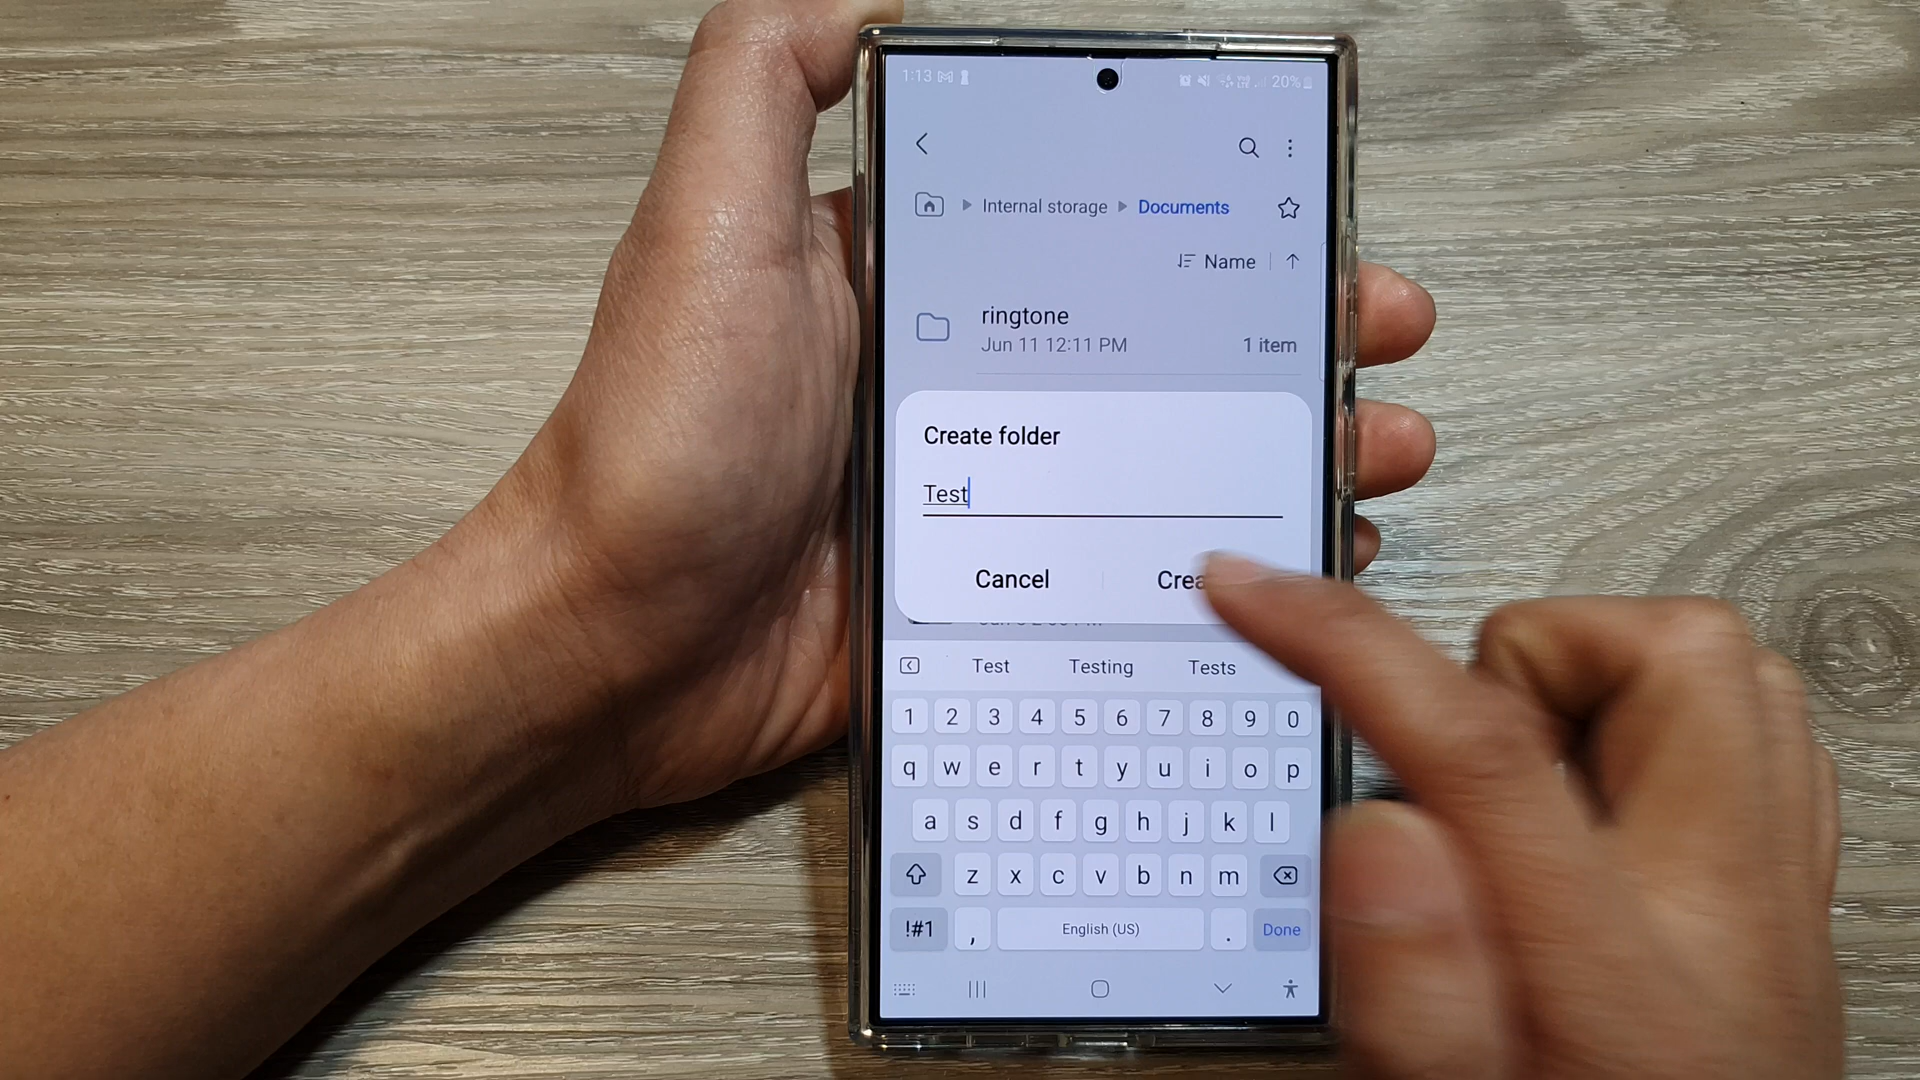 1:13 20%
Internal storage Documents
Name
ringtone
Jun 11 12:11 PM 1 item
Create folder
Test
Cancel Crea
Test Testing Tests
1 2 3 4 5 6 7 8 9 0
q w e r t y u i o p
a s d f g h j k l
z x c v b n m
!#1 , English (US) . Done